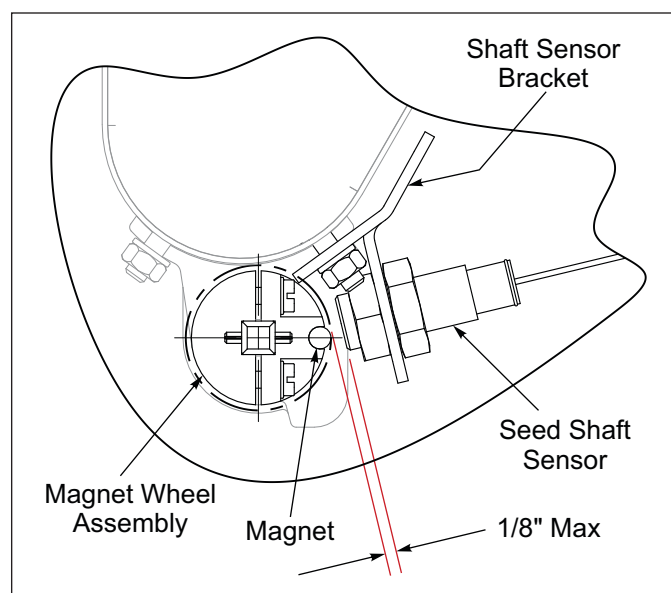 Shaft Sensor
Bracket
Seed Shaft
Sensor
Magnet Wheel
Assembly
Magnet
1/8" Max